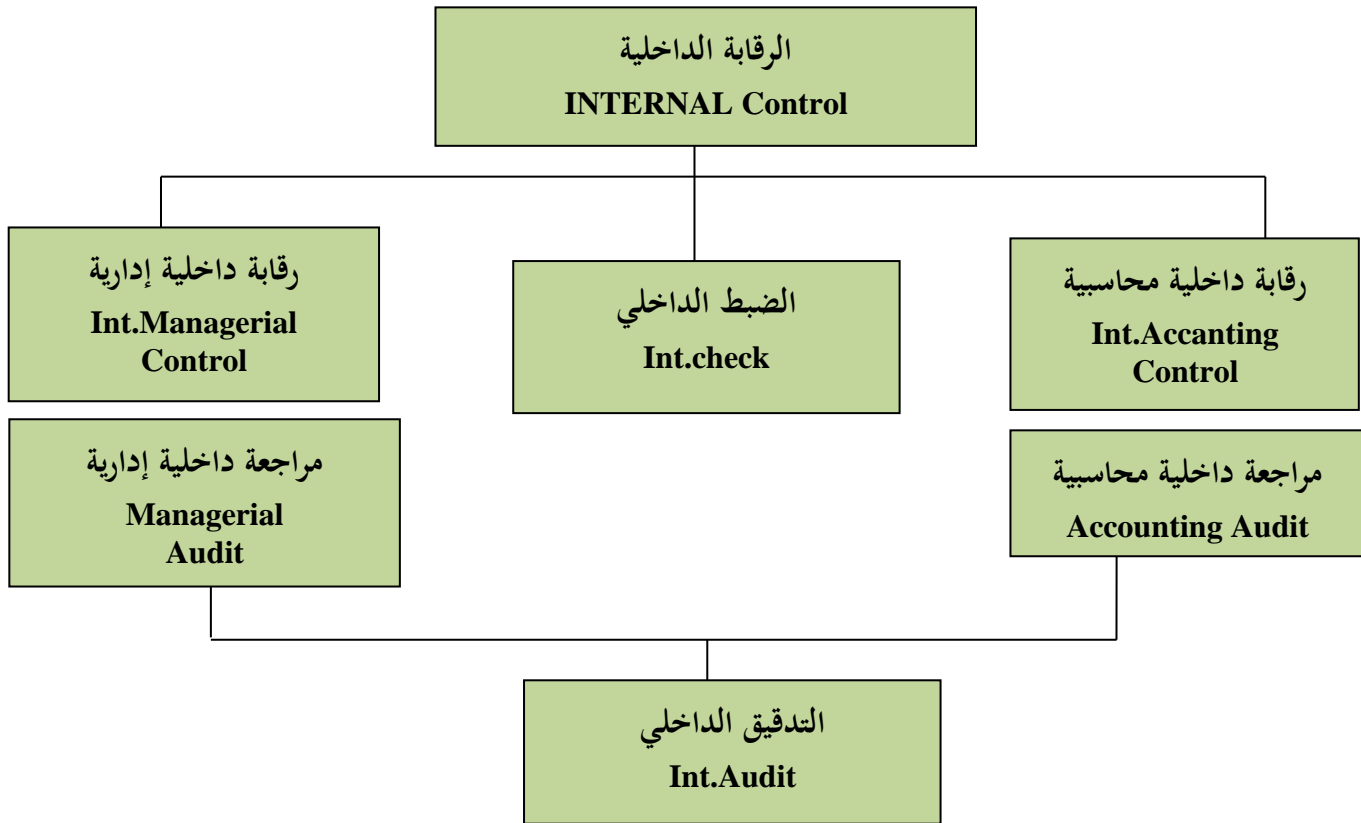 الرقابة الداخلية
INTERNAL Control
رقابة داخلية محاسبية
Int.Accanting
Control
الضبط الداخلي
Int.check
رقابة داخلية إدارية
Int.Managerial
Control
مراجعة داخلية محاسبية
Accounting Audit
مراجعة داخلية إدارية
Managerial
Audit
التدقيق الداخلي
Int.Audit